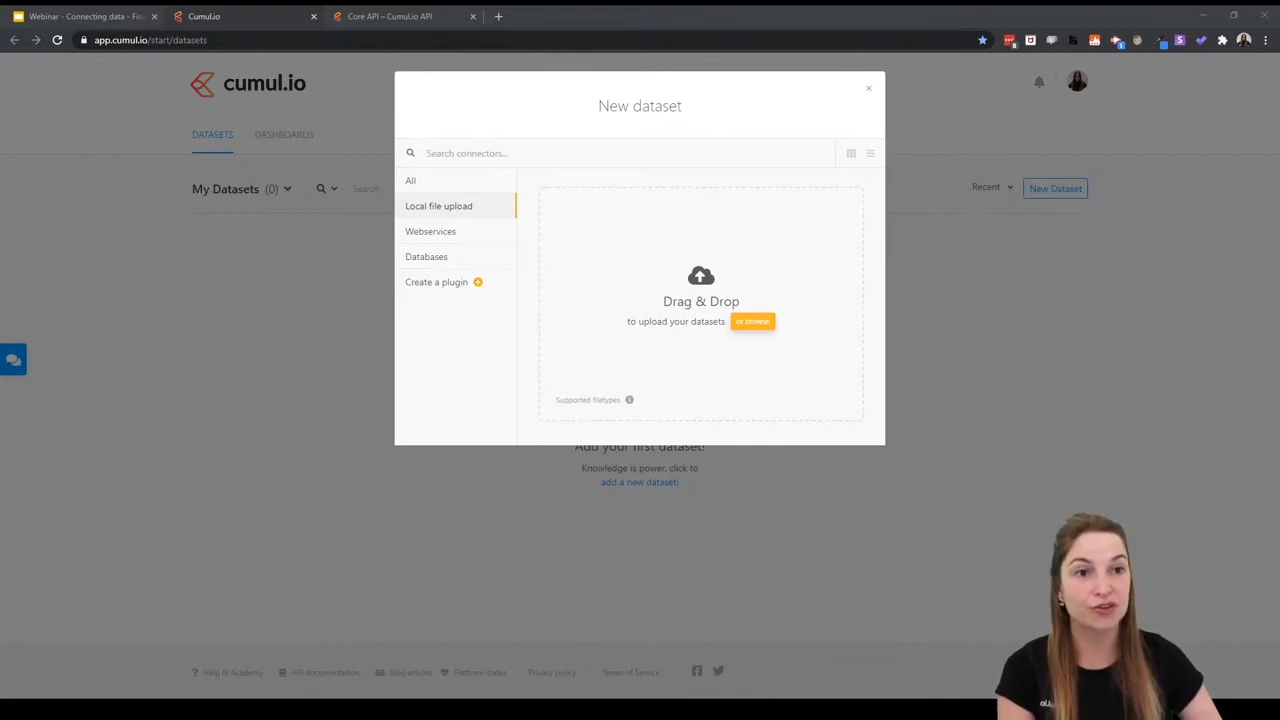 Webinar - Connecting data - Fin
Cumul.io
Core API – Cumul.io API
app.cumul.io/start/datasets
cumul.io
DATASETS
DASHBOARDS
My Datasets (0)
Search
Recent
New Dataset
New dataset
Search connectors...
All
Local file upload
Webservices
Databases
Create a plugin
Drag & Drop
to upload your datasets
or browse
Supported filetypes
Add your first dataset!
Knowledge is power, click to
add a new dataset!
Help & Academy
API documentation
Blog articles
Platform status
Privacy policy
Terms of Service